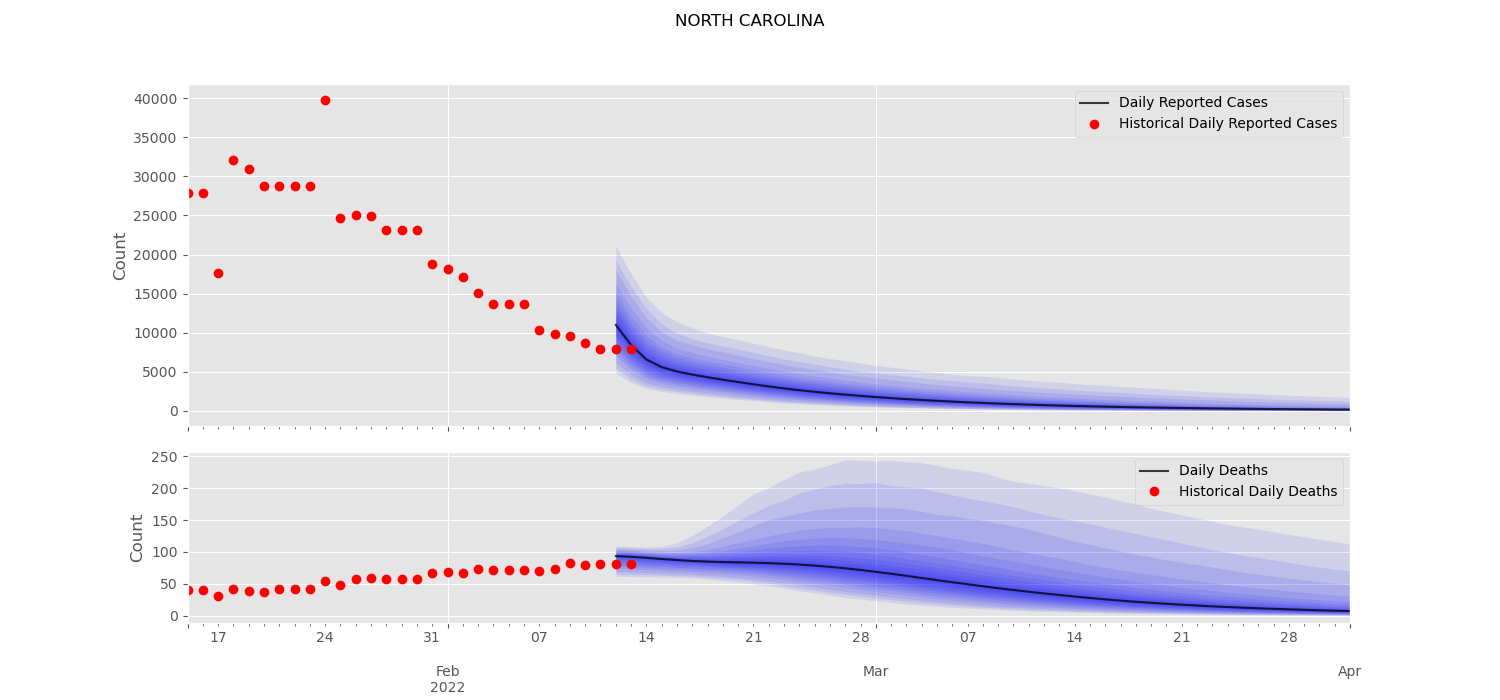 NORTH CAROLINA
Count
40000
35000
30000
25000
20000
15000
10000
5000
0
Daily Reported Cases
Historical Daily Reported Cases
Count
250
200
150
100
50
0
Daily Deaths
Historical Daily Deaths
17 24 31 07 14 21 28 07 14 21 28
Feb Mar Apr
2022